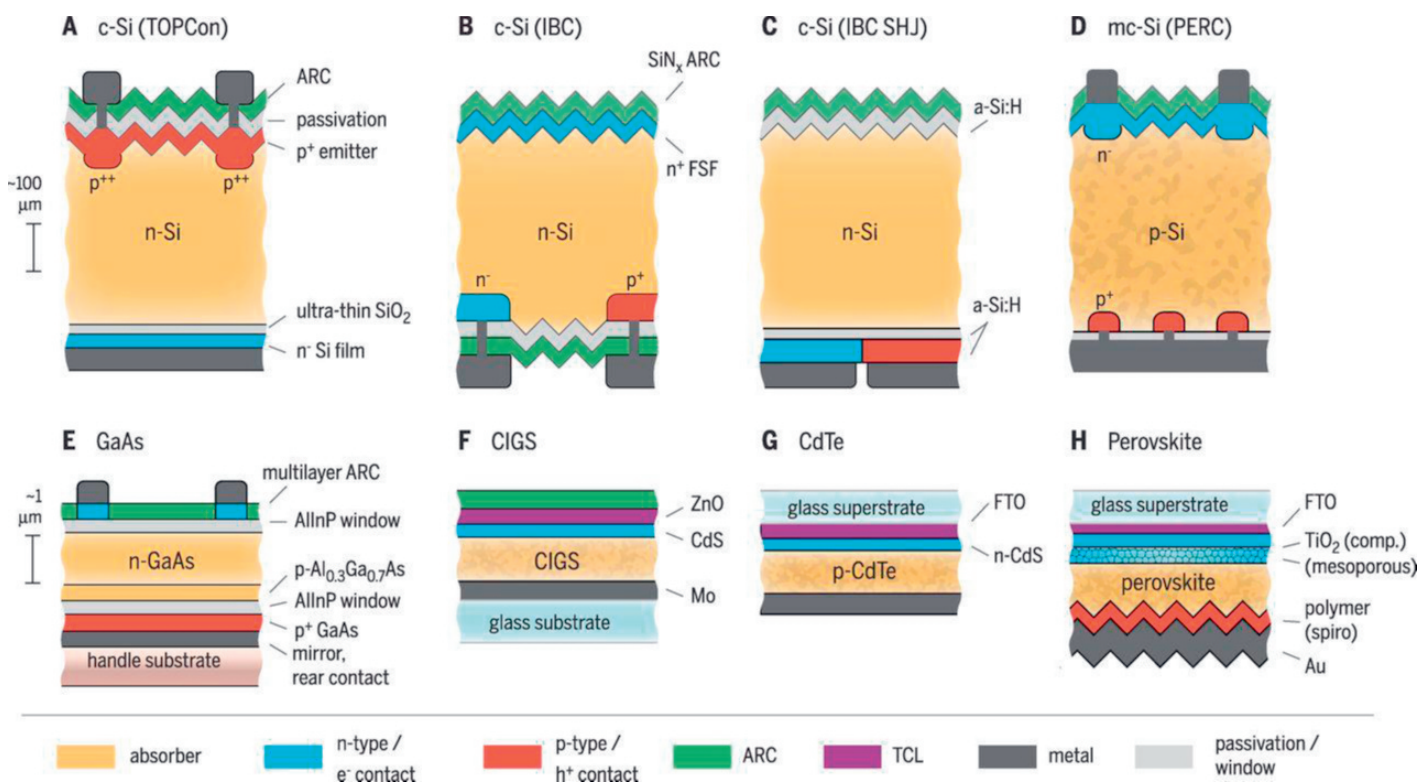 A c-Si (TOPCon)
ARC
passivation
p⁺ emitter
p⁺⁺
p⁺⁺
~100
μm
n-Si
ultra-thin SiO₂
n⁻ Si film
B c-Si (IBC)
SiNₓ ARC
n⁺ FSF
n-Si
n⁻
p⁺
C c-Si (IBC SHJ)
a-Si:H
n-Si
a-Si:H
D mc-Si (PERC)
n⁻
p-Si
p⁺
E GaAs
multilayer ARC
~1
μm
AlInP window
n-GaAs
p-Al₀.₃Ga₀.₇As
AlInP window
p⁺ GaAs
mirror,
rear contact
handle substrate
F CIGS
ZnO
CdS
CIGS
Mo
glass substrate
G CdTe
glass superstrate
FTO
n-CdS
p-CdTe
H Perovskite
glass superstrate
FTO
TiO₂ (comp.)
(mesoporous)
perovskite
polymer
(spiro)
Au
absorber
n-type /
e⁻ contact
p-type /
h⁺ contact
ARC
TCL
metal
passivation /
window